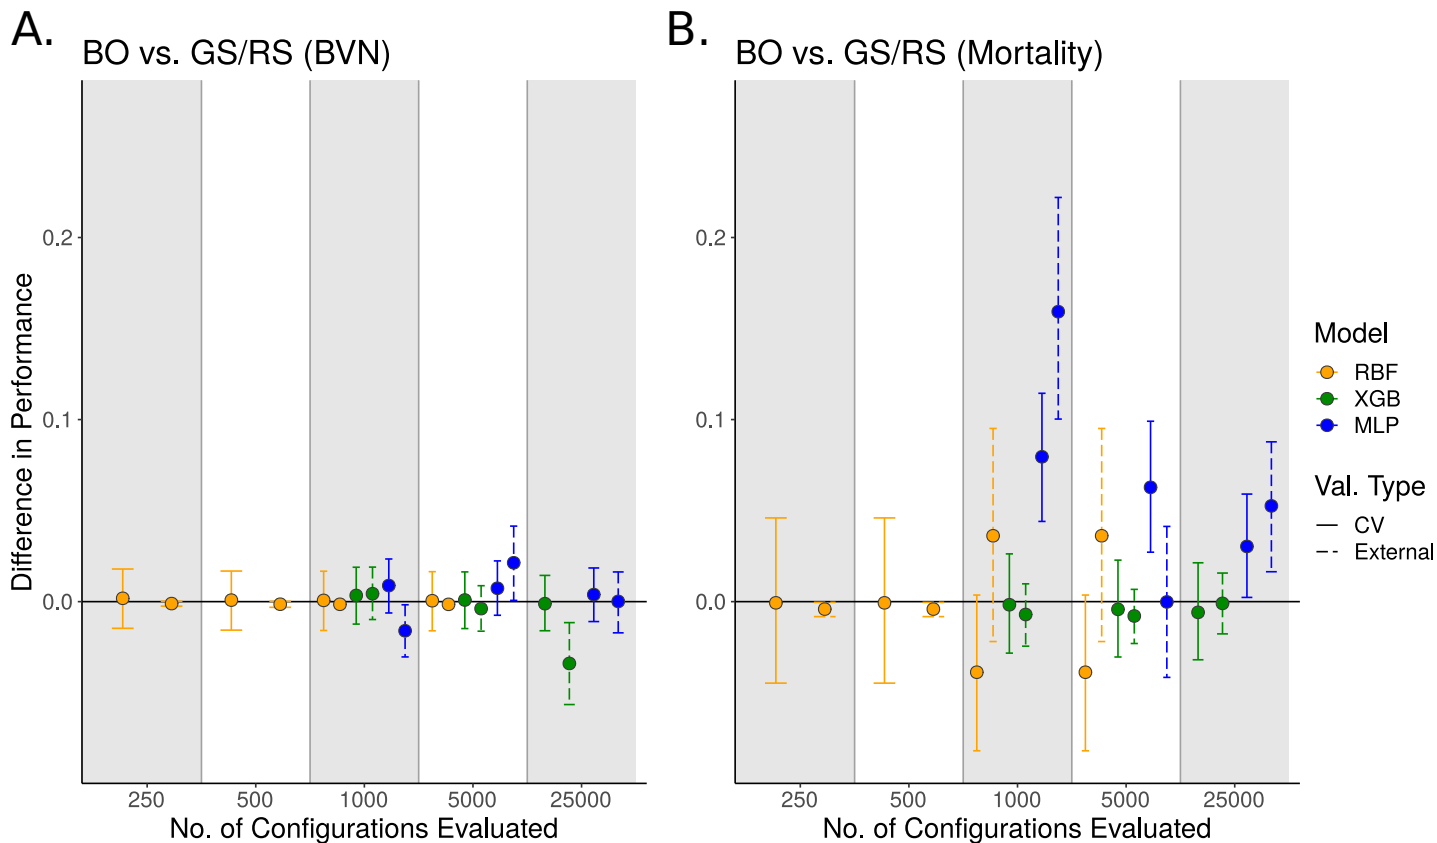 A.
BO vs. GS/RS (BVN)
Difference in Performance
0.2
0.1
0.0
250 500 1000 5000 25000
No. of Configurations Evaluated
B.
BO vs. GS/RS (Mortality)
0.2
0.1
0.0
250 500 1000 5000 25000
No. of Configurations Evaluated
Model
RBF
XGB
MLP
Val. Type
CV
External